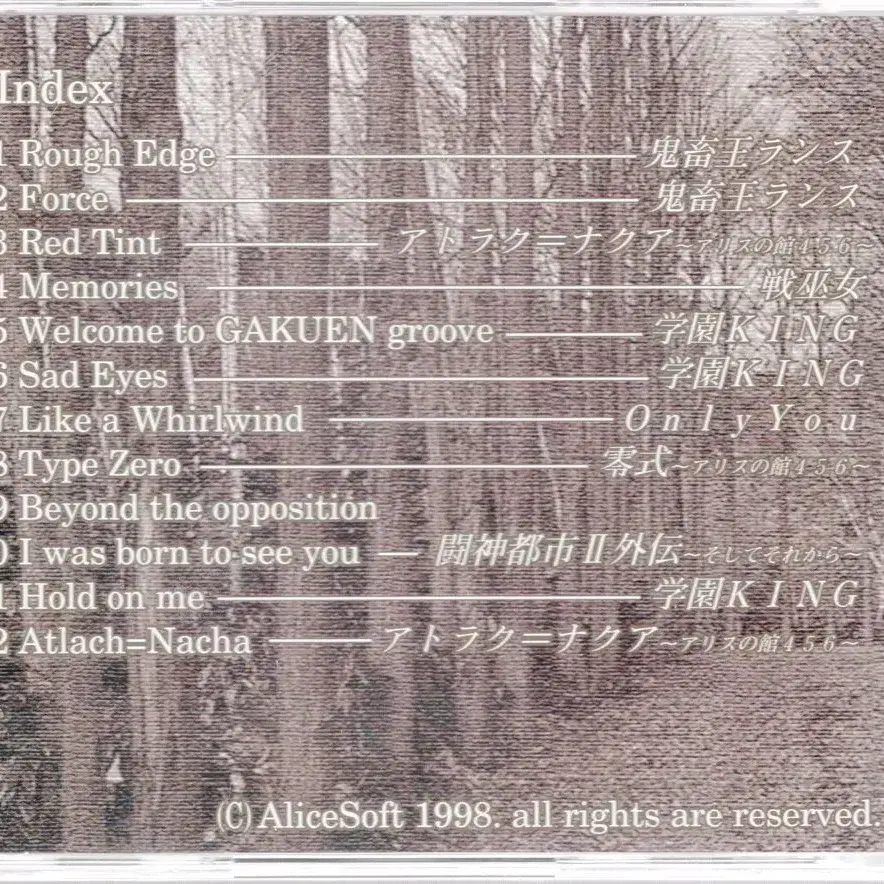 Index
1 Rough Edge 鬼畜王ランス
2 Force 鬼畜王ランス
3 Red Tint アトラク=ナクア~アリスの館4 5 6~
4 Memories 戦巫女
5 Welcome to GAKUEN groove 学園KING
6 Sad Eyes 学園KING
7 Like a Whirlwind OnlyYou
8 Type Zero 零式~アリスの館4 5 6~
9 Beyond the opposition
0 I was born to see you 闘神都市Ⅱ外伝~そしてそれから~
1 Hold on me 学園KING
2 Atlach=Nacha アトラク=ナクア~アリスの館4 5 6~
(C) AliceSoft 1998. all rights are reserved.